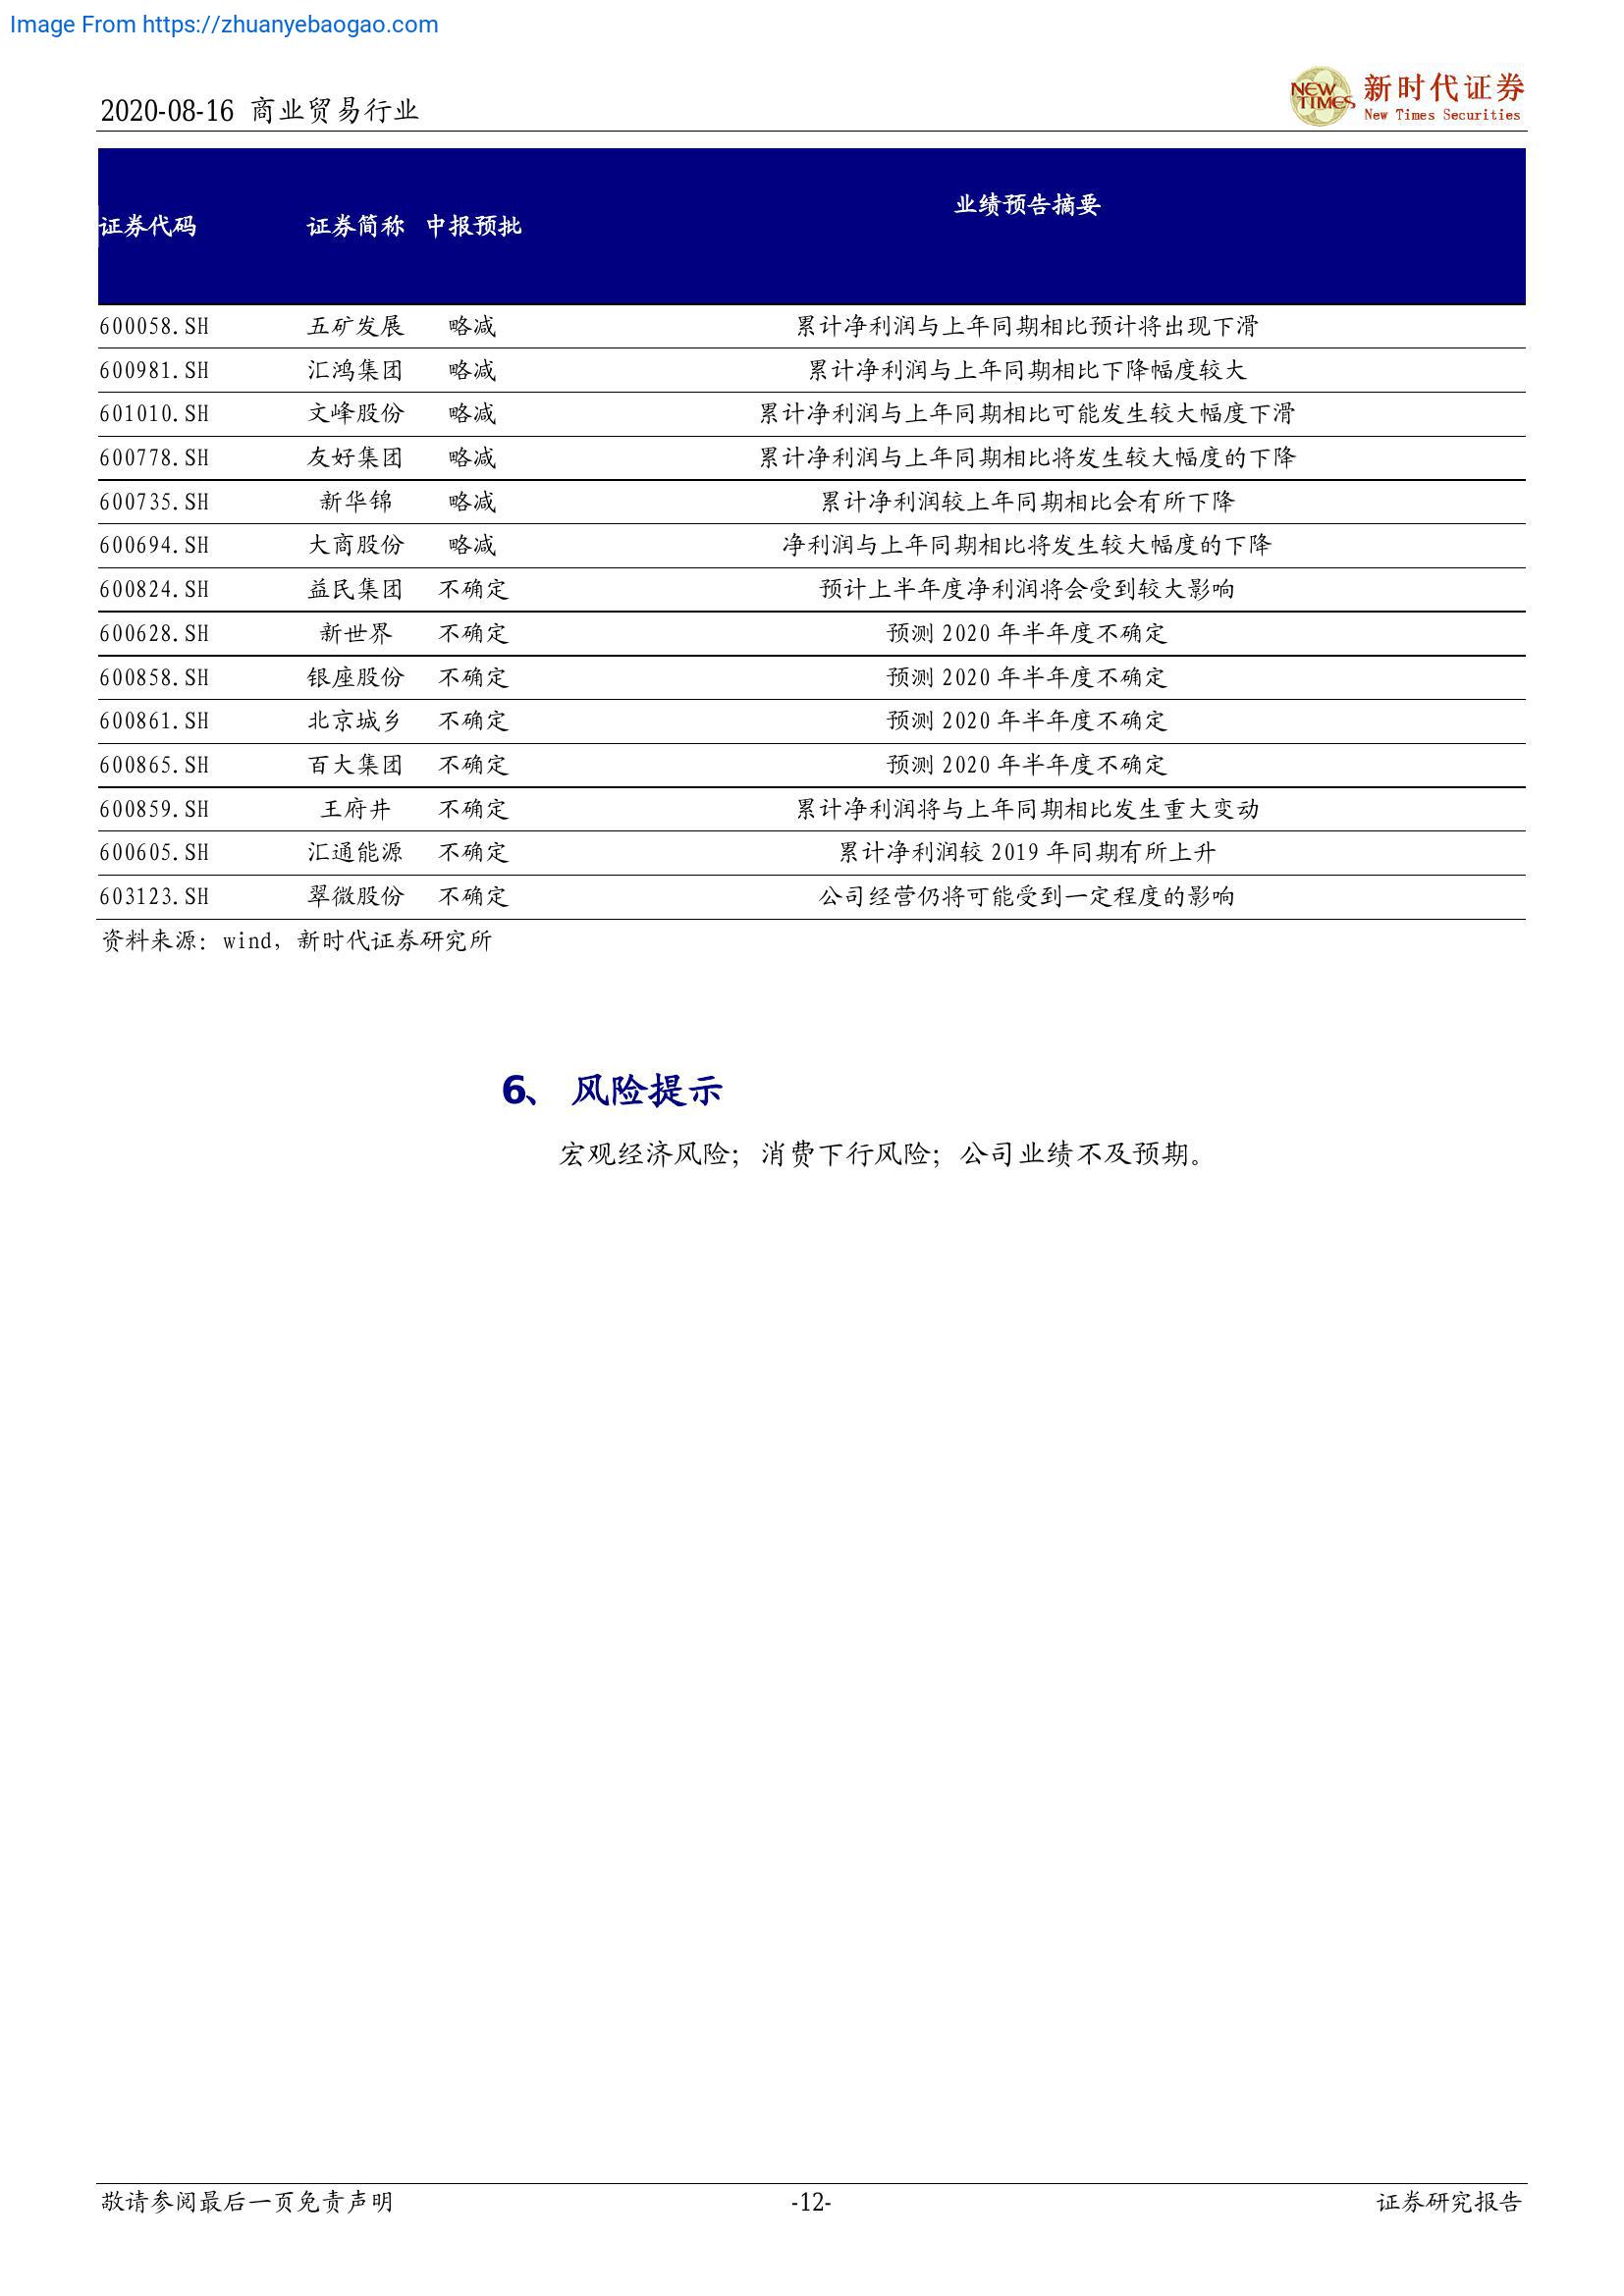 Image From https://zhuanyebaogao.com
2020-08-16 商业贸易行业
NEW TIMES 新时代证券
New Times Securities
证券代码 证券简称 中报预批 业绩预告摘要
600058.SH 五矿发展 略减 累计净利润与上年同期相比预计将出现下滑
600981.SH 汇鸿集团 略减 累计净利润与上年同期相比下降幅度较大
601010.SH 文峰股份 略减 累计净利润与上年同期相比可能发生较大幅度下滑
600778.SH 友好集团 略减 累计净利润与上年同期相比将发生较大幅度的下降
600735.SH 新华锦 略减 累计净利润较上年同期相比会有所下降
600694.SH 大商股份 略减 净利润与上年同期相比将发生较大幅度的下降
600824.SH 益民集团 不确定 预计上半年度净利润将会受到较大影响
600628.SH 新世界 不确定 预测 2020 年半年度不确定
600858.SH 银座股份 不确定 预测 2020 年半年度不确定
600861.SH 北京城乡 不确定 预测 2020 年半年度不确定
600865.SH 百大集团 不确定 预测 2020 年半年度不确定
600859.SH 王府井 不确定 累计净利润将与上年同期相比发生重大变动
600605.SH 汇通能源 不确定 累计净利润较 2019 年同期有所上升
603123.SH 翠微股份 不确定 公司经营仍将可能受到一定程度的影响
资料来源：wind，新时代证券研究所
6、 风险提示
宏观经济风险；消费下行风险；公司业绩不及预期。
敬请参阅最后一页免责声明 -12- 证券研究报告